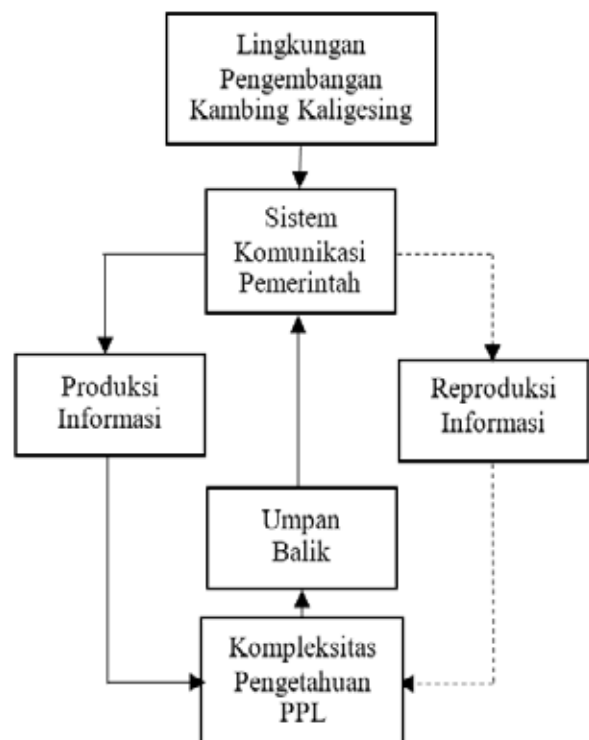 Lingkungan
Pengembangan
Kambing Kaligesing
Sistem
Komunikasi
Pemerintah
Produksi
Informasi
Reproduksi
Informasi
Umpan
Balik
Kompleksitas
Pengetahuan
PPL